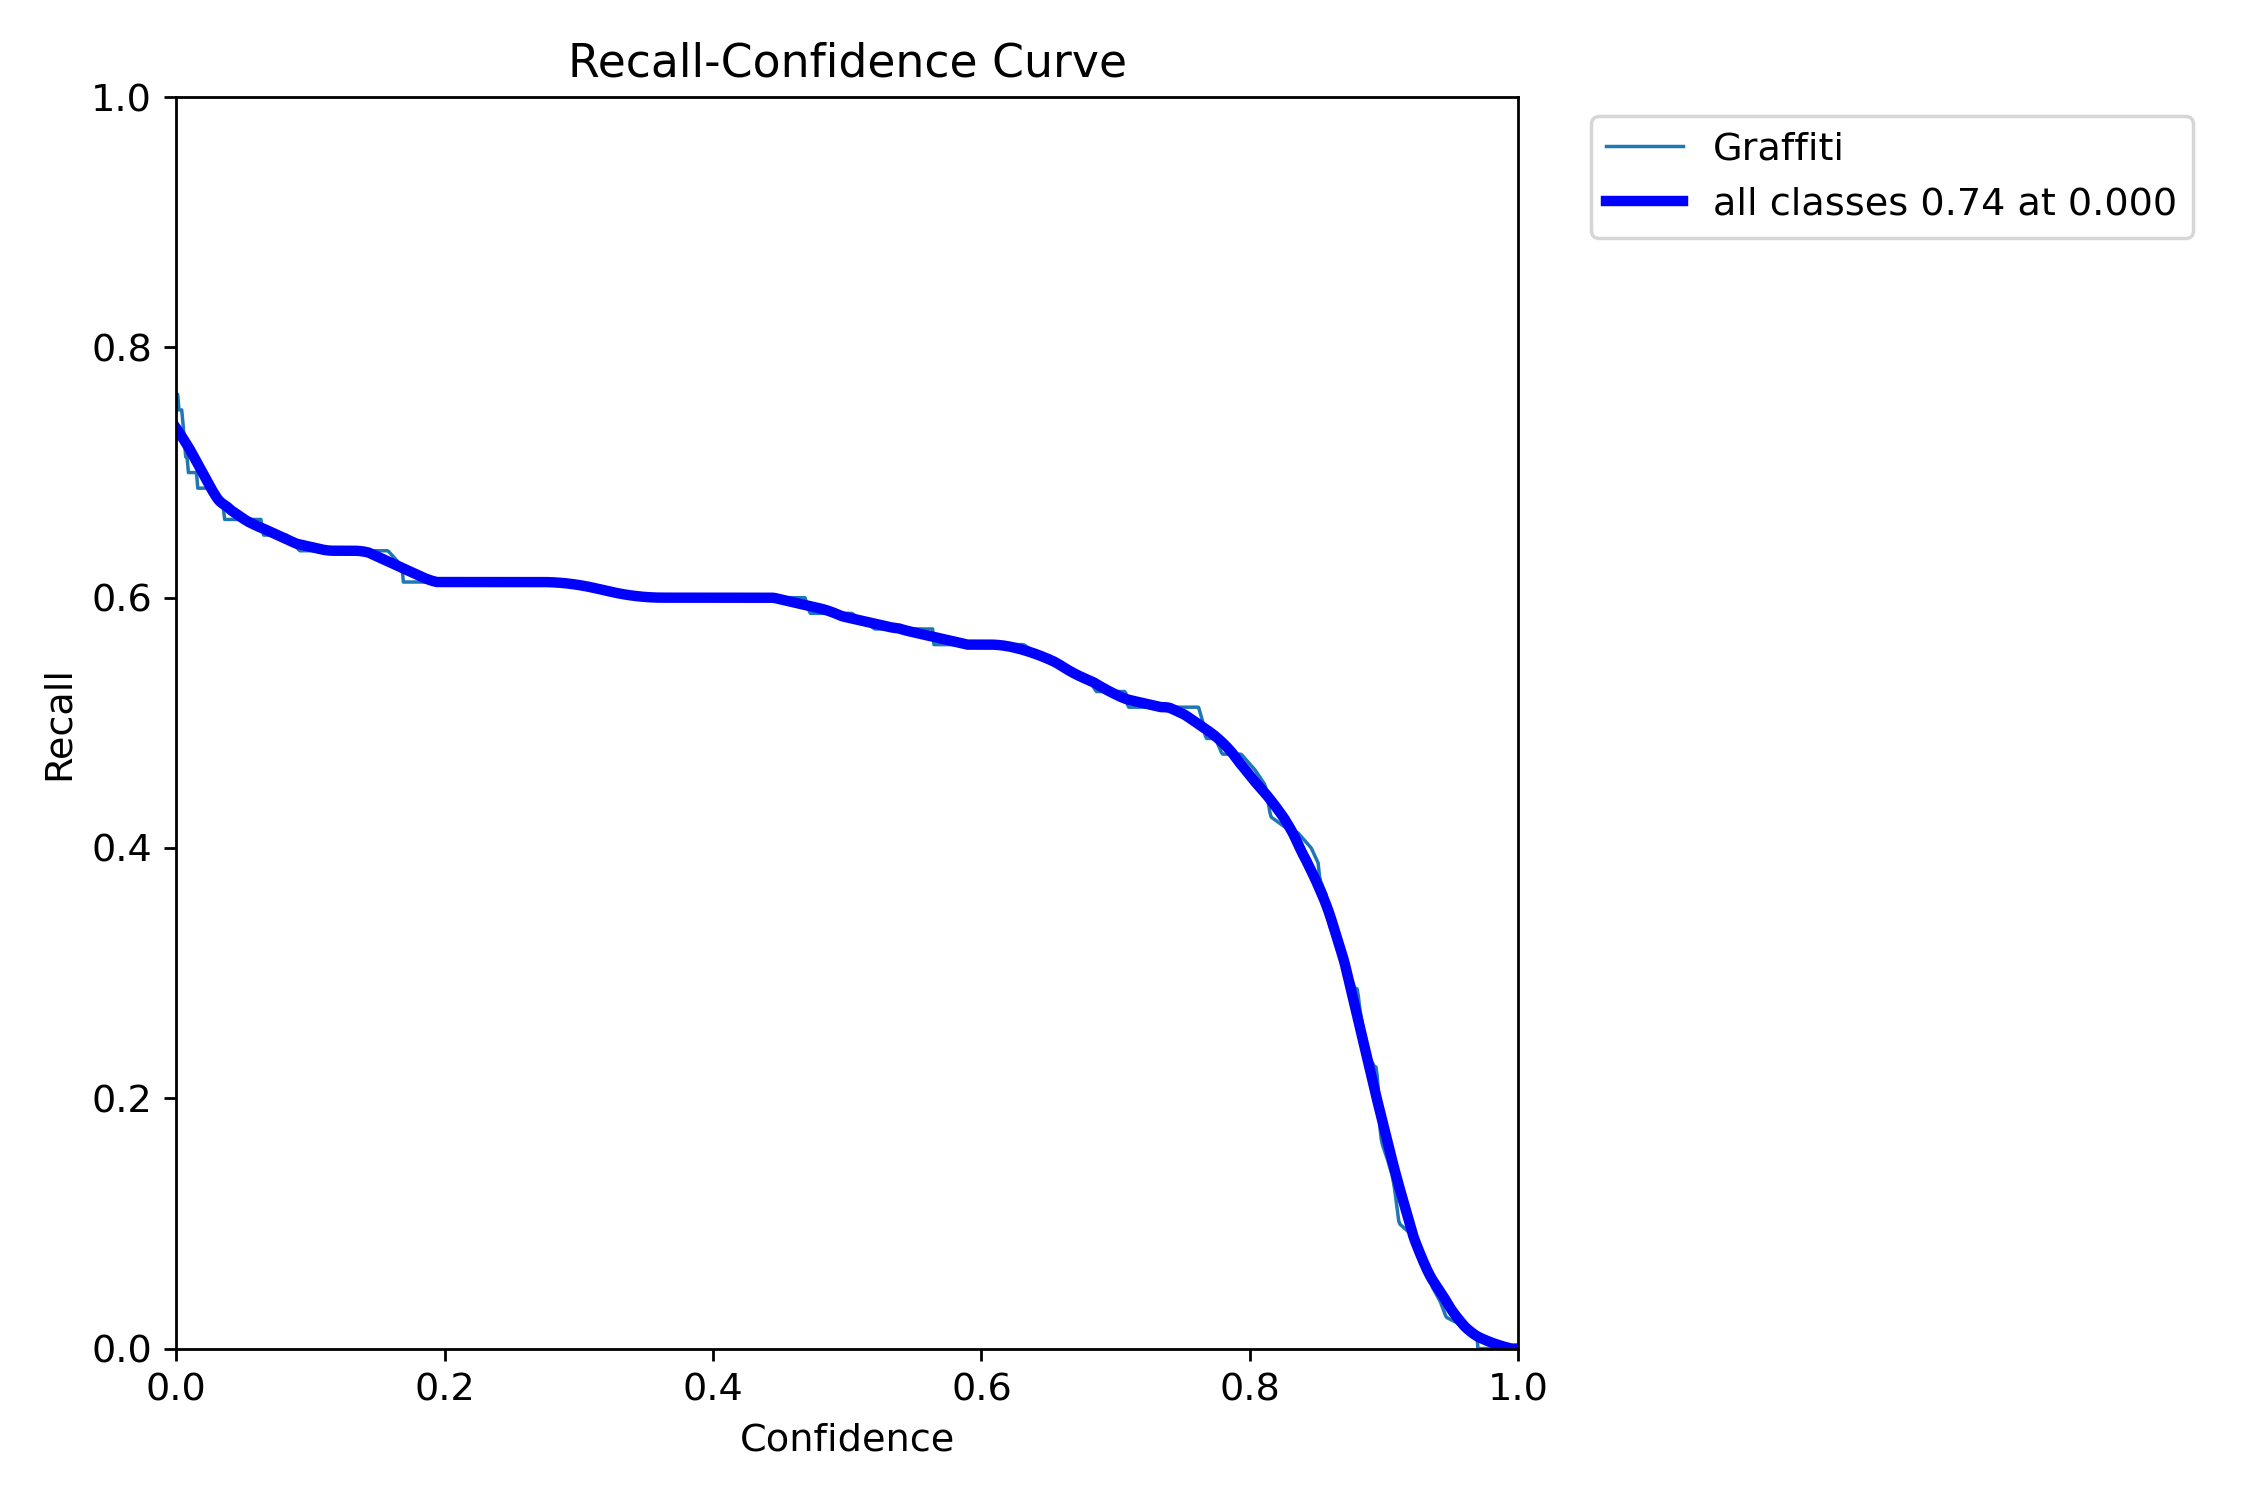 Recall-Confidence Curve
1.0
0.8
0.6
0.4
0.2
0.0
Recall
0.0 0.2 0.4 0.6 0.8 1.0
Confidence
Graffiti
all classes 0.74 at 0.000